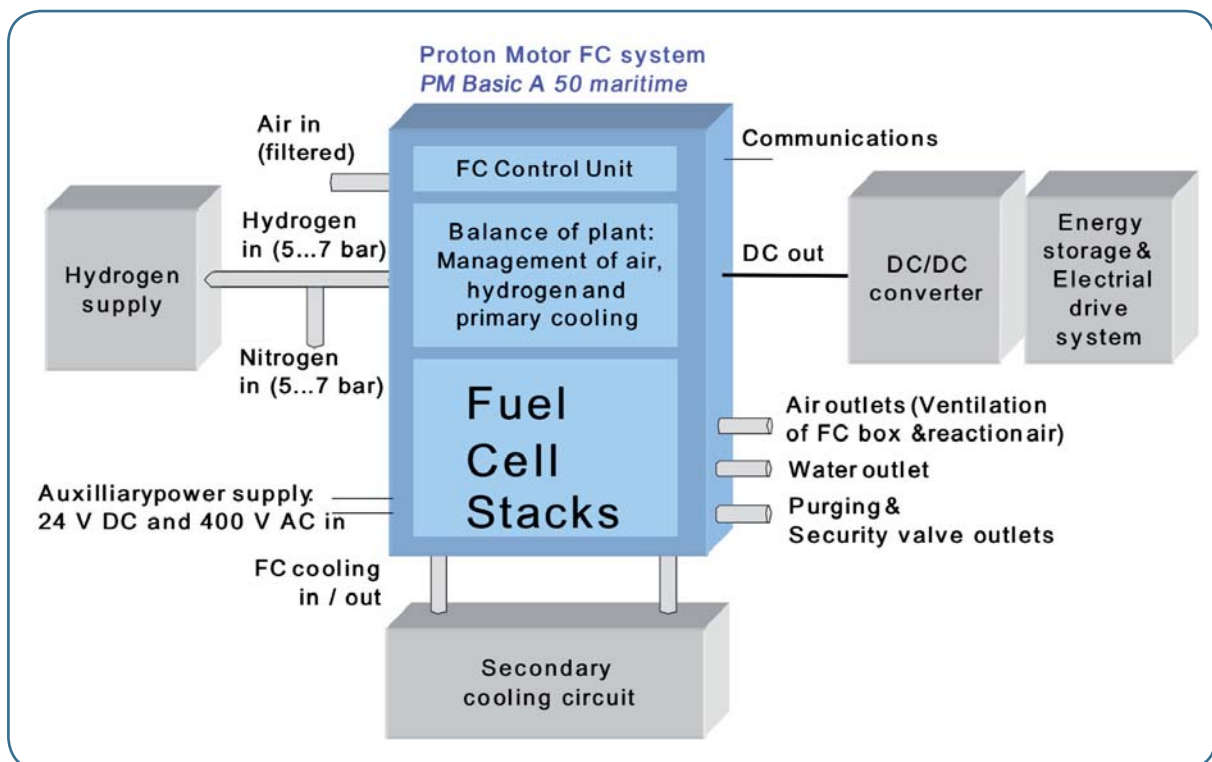 Proton Motor FC system
PM Basic A 50 maritime
Air in
(filtered)
Communications
FC Control Unit
Hydrogen
in (5...7 bar)
Balance of plant:
Management of air,
hydrogen and
primary cooling
DC out
Hydrogen
supply
DC/DC
converter
Energy
storage &
Electrial
drive
system
Nitrogen
in (5...7 bar)
Fuel
Cell
Stacks
Air outlets (Ventilation
of FC box & reaction air)
Water outlet
Purging &
Security valve outlets
Auxilliary power supply:
24 V DC and 400 V AC in
FC cooling
in / out
Secondary
cooling circuit